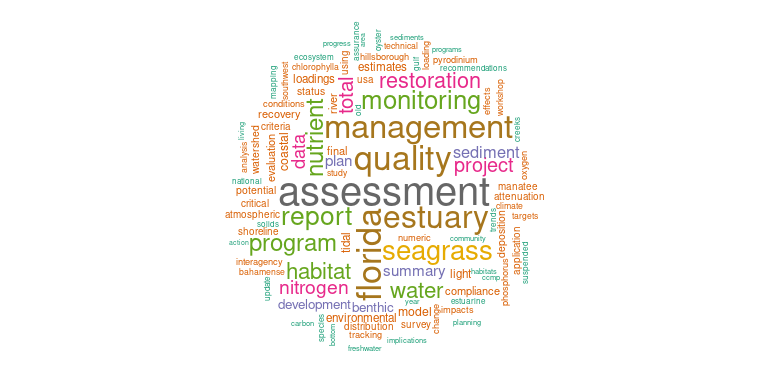 progress
area
assurance
oyster
sediments
technical
programs
ecosystem
hillsborough
using
gulf
loading
pyrodinium
chlorophylla
estimates
recommendations
mapping
southwest
loadings
usa
restoration
status
total
monitoring
effects
workshop
conditions
river
old
recovery
nutrient
management
creeks
living
criteria
watershed
analysis
evaluation
coastal
data
final
plan
quality
sediment
project
oxygen
study
national
potential
assessment
manatee
attenuation
critical
climate
atmospheric
report
florida
estuary
trends
targets
solids
shoreline
action
program
tidal
numeric
seagrass
community
deposition
application
suspended
interagency
bahamense
habitat
summary
light
habitats
ccmp
phosphorus
update
nitrogen
water
compliance
carbon
development
benthic
year
estuarine
model
impacts
species
bottom
environmental
distribution
survey
change
planning
tracking
implications
freshwater